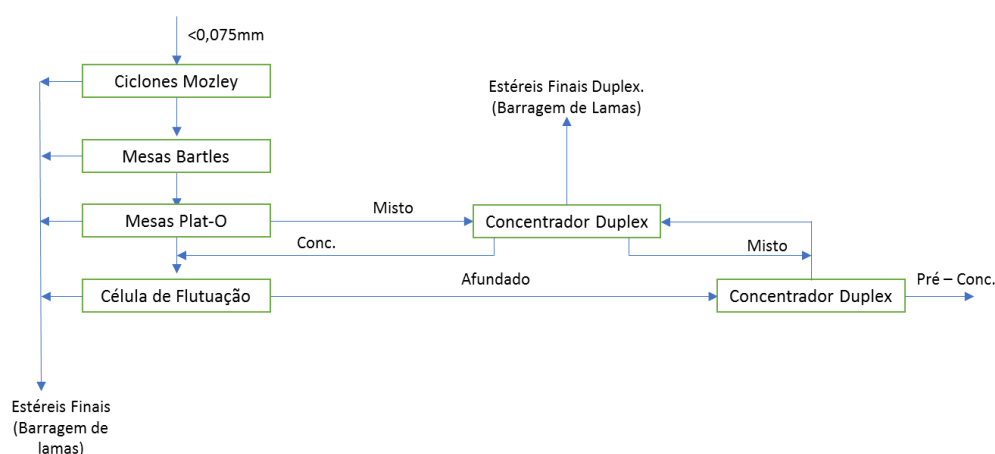 <0,075mm
Ciclones Mozley
Estéreis Finais Duplex.
(Barragem de Lamas)
Mesas Bartles
Mesas Plat-O
Misto
Concentrador Duplex
Conc.
Misto
Célula de Flutuação
Afundado
Concentrador Duplex
Pré – Conc.
Estéreis Finais
(Barragem de
lamas)